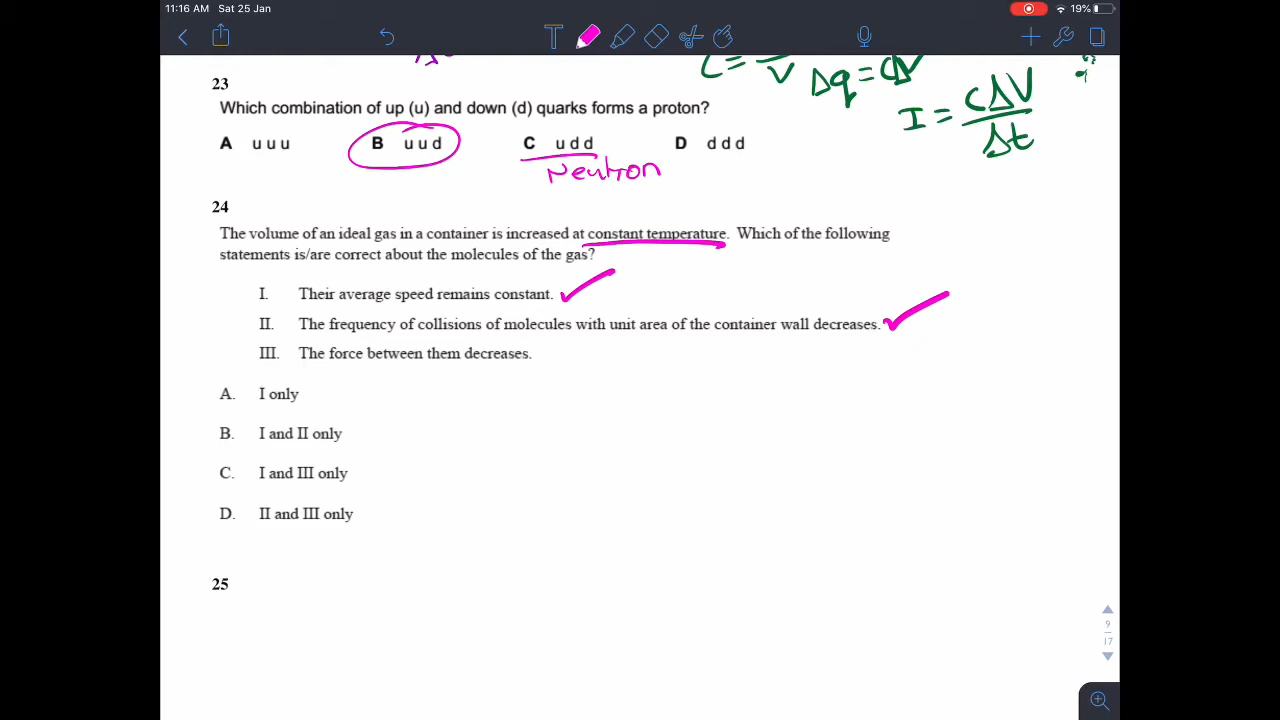 11:16 AM Sat 25 Jan
19%
V
Δq = CΔV
I = CΔV
Δt
23
Which combination of up (u) and down (d) quarks forms a proton?
A u u u B u u d C u d d D d d d
Neutron
24
The volume of an ideal gas in a container is increased at constant temperature. Which of the following
statements is/are correct about the molecules of the gas?
I. Their average speed remains constant.
II. The frequency of collisions of molecules with unit area of the container wall decreases.
III. The force between them decreases.
A. I only
B. I and II only
C. I and III only
D. II and III only
25
9
17